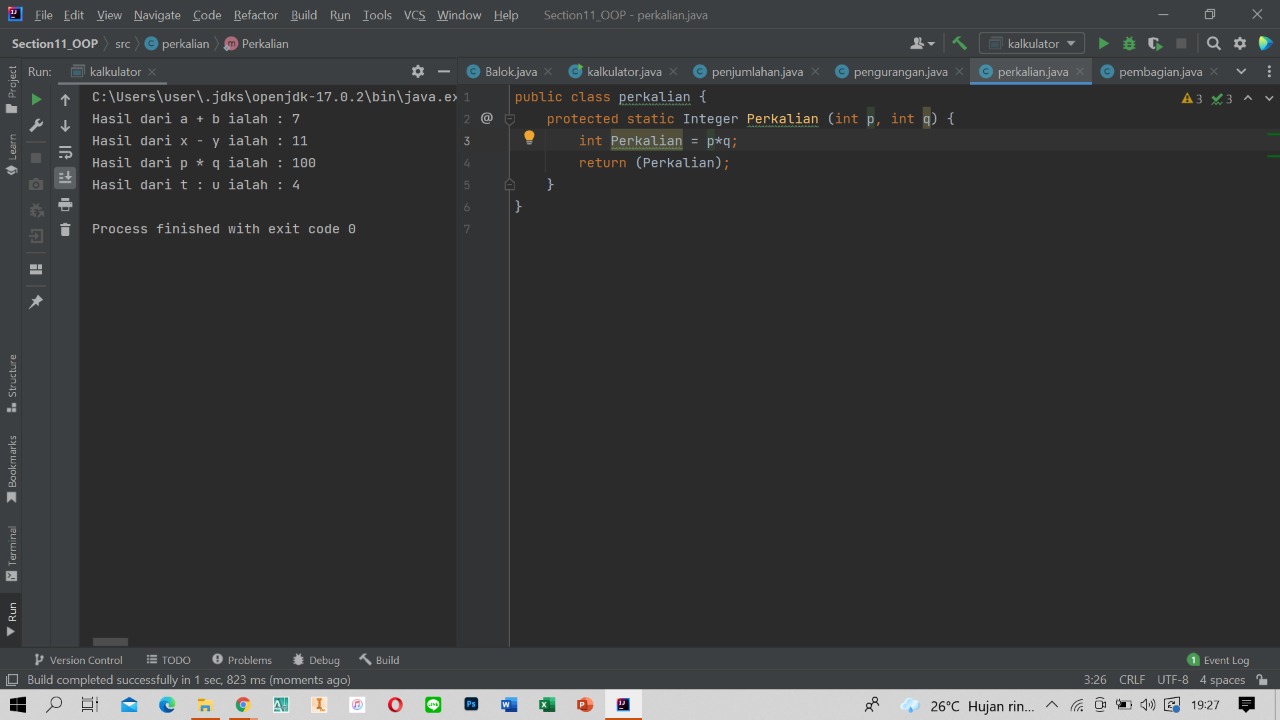 File Edit View Navigate Code Refactor Build Run Tools VCS Window Help Section11_OOP - perkalian.java
Section11_OOP src perkalian Perkalian kalkulator
Project
Learn
Structure
Bookmarks
Terminal
Run
Run: kalkulator
C:\Users\user\.jdks\openjdk-17.0.2\bin\java.ex
Hasil dari a + b ialah : 7
Hasil dari x - y ialah : 11
Hasil dari p * q ialah : 100
Hasil dari t : u ialah : 4
Process finished with exit code 0
Balok.java kalkulator.java penjumlahan.java pengurangan.java perkalian.java pembagian.java
3 3
1 public class perkalian {
2 @ protected static Integer Perkalian (int p, int q) {
3 int Perkalian = p*q;
4 return (Perkalian);
5 }
6 }
7
Version Control TODO Problems Debug Build 1 Event Log
Build completed successfully in 1 sec, 823 ms (moments ago) 3:26 CRLF UTF-8 4 spaces
26°C Hujan rin... 19:27